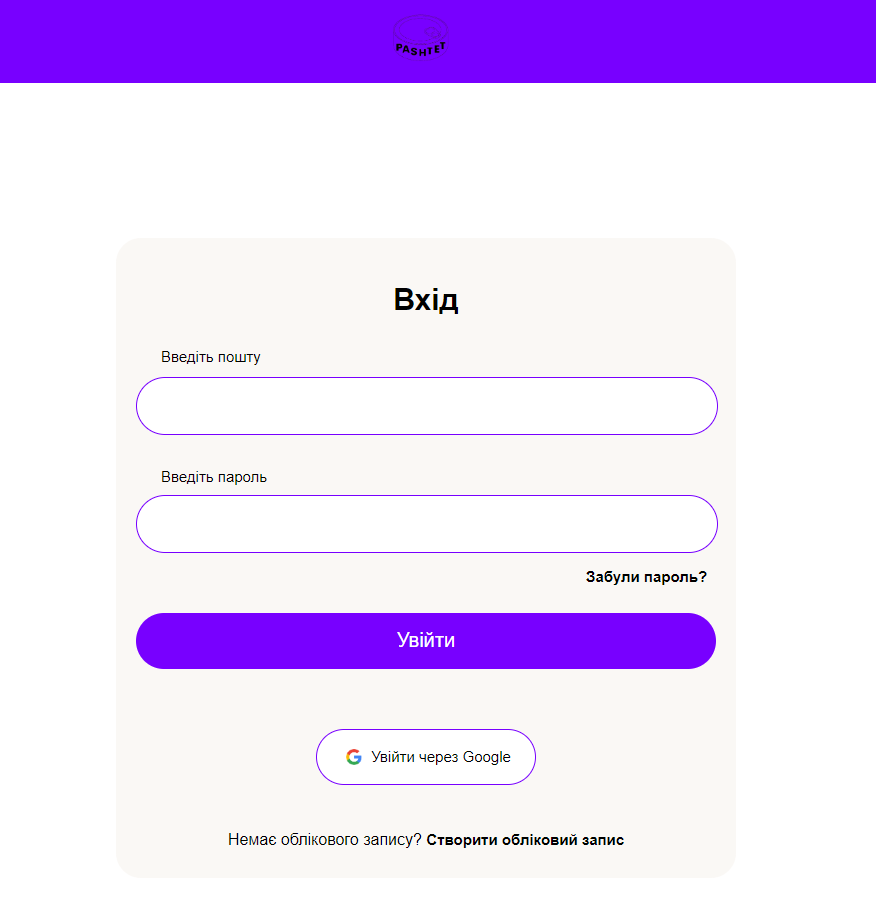 PASHTET
Вхід
Введіть пошту
Введіть пароль
Забули пароль?
Увійти
Увійти через Google
Немає облікового запису? Створити обліковий запис